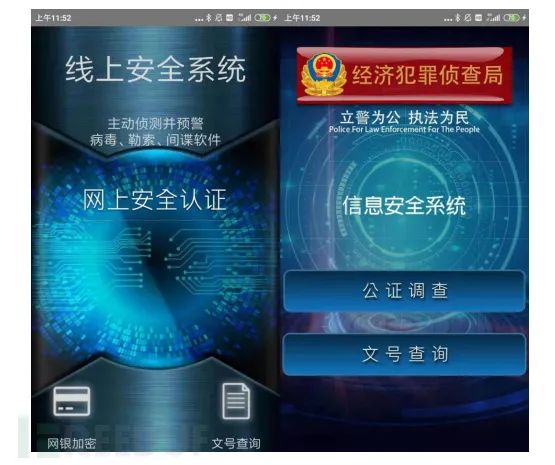 上午11:52
线上安全系统
主动侦测并预警
病毒、勒索、间谍软件
网上安全认证
网银加密
文号查询
上午11:52
经济犯罪侦查局
立警为公 执法为民
Police For Law Enforcement For The People
信息安全系统
公证调查
文号查询